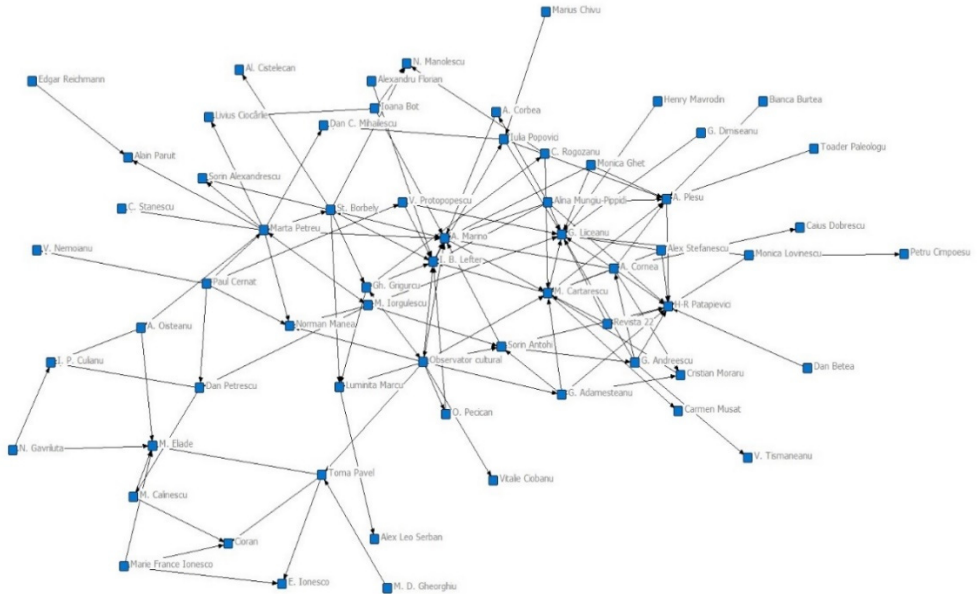 Marius Chivu
N. Manolescu
Al. Cistelecan
Edgar Reichmann
Alexandru Florian
Henry Mavrodin
Bianca Burtea
Ioana Bot
A. Corbea
Livius Ciocârlie
Dan C. Mihailescu
G. Dimiseanu
Iulia Popovici
Toader Paleologu
C. Rogozanu
Alain Paruit
Monica Ghet
Sorin Alexandrescu
A. Plesu
C. Stanescu
St. Borbely
V. Protopopescu
Alina Mungiu-Pippidi
Marta Petreu
Caius Dobrescu
A. Marino
G. Liiceanu
V. Nemoianu
Alex Stefanescu
Monica Lovinescu
Petru Cimpoesu
I. B. Lefter
A. Cornea
Paul Cernat
Gh. Grigurcu
M. Cartarescu
M. Iorgulescu
H-R Patapievici
A. Oisteanu
Norman Manea
Revista 22
Sorin Antohi
I. P. Culianu
Observator cultural
G. Andreescu
Dan Betea
Cristian Moraru
Dan Petrescu
Luminita Marcu
G. Adamesteanu
O. Pecican
Carmen Musat
N. Gavriluta
M. Eliade
V. Tismaneanu
Toma Pavel
Vitalie Ciobanu
M. Calinescu
Alex Leo Serban
Cioran
Marie France Ionesco
E. Ionesco
M. D. Gheorghiu